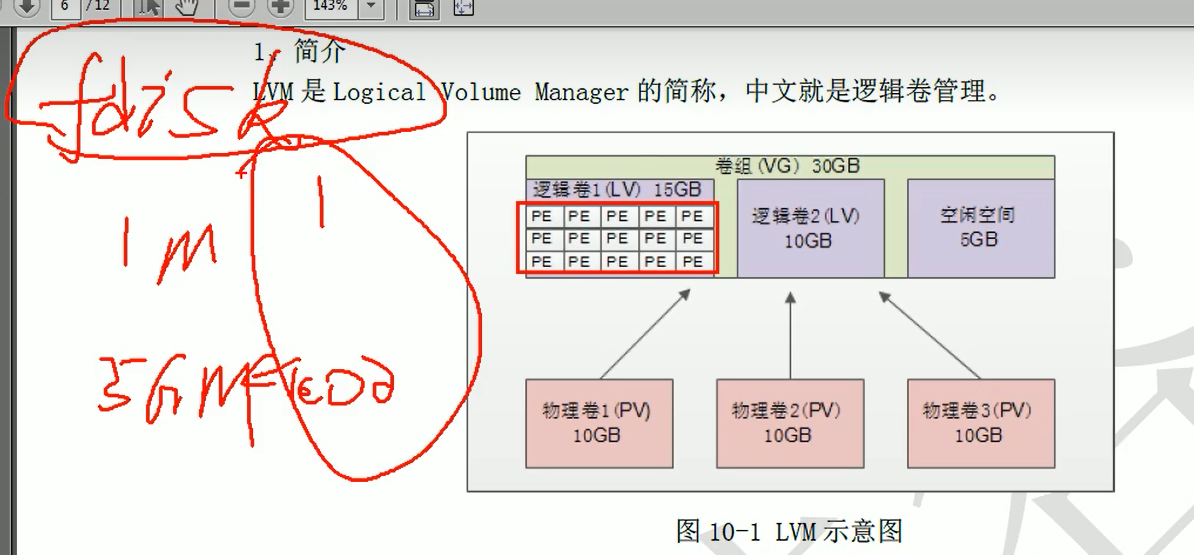 6 / 12
143%
1、简介
LVM 是 Logical Volume Manager 的简称，中文就是逻辑卷管理。
fdisk
1
1 M
卷组(VG) 30GB
逻辑卷1(LV) 15GB
PE PE PE PE PE
PE PE PE PE PE
PE PE PE PE PE
逻辑卷2(LV)
10GB
空闲空间
5GB
物理卷1(PV)
10GB
物理卷2(PV)
10GB
物理卷3(PV)
10GB
图 10-1 LVM 示意图